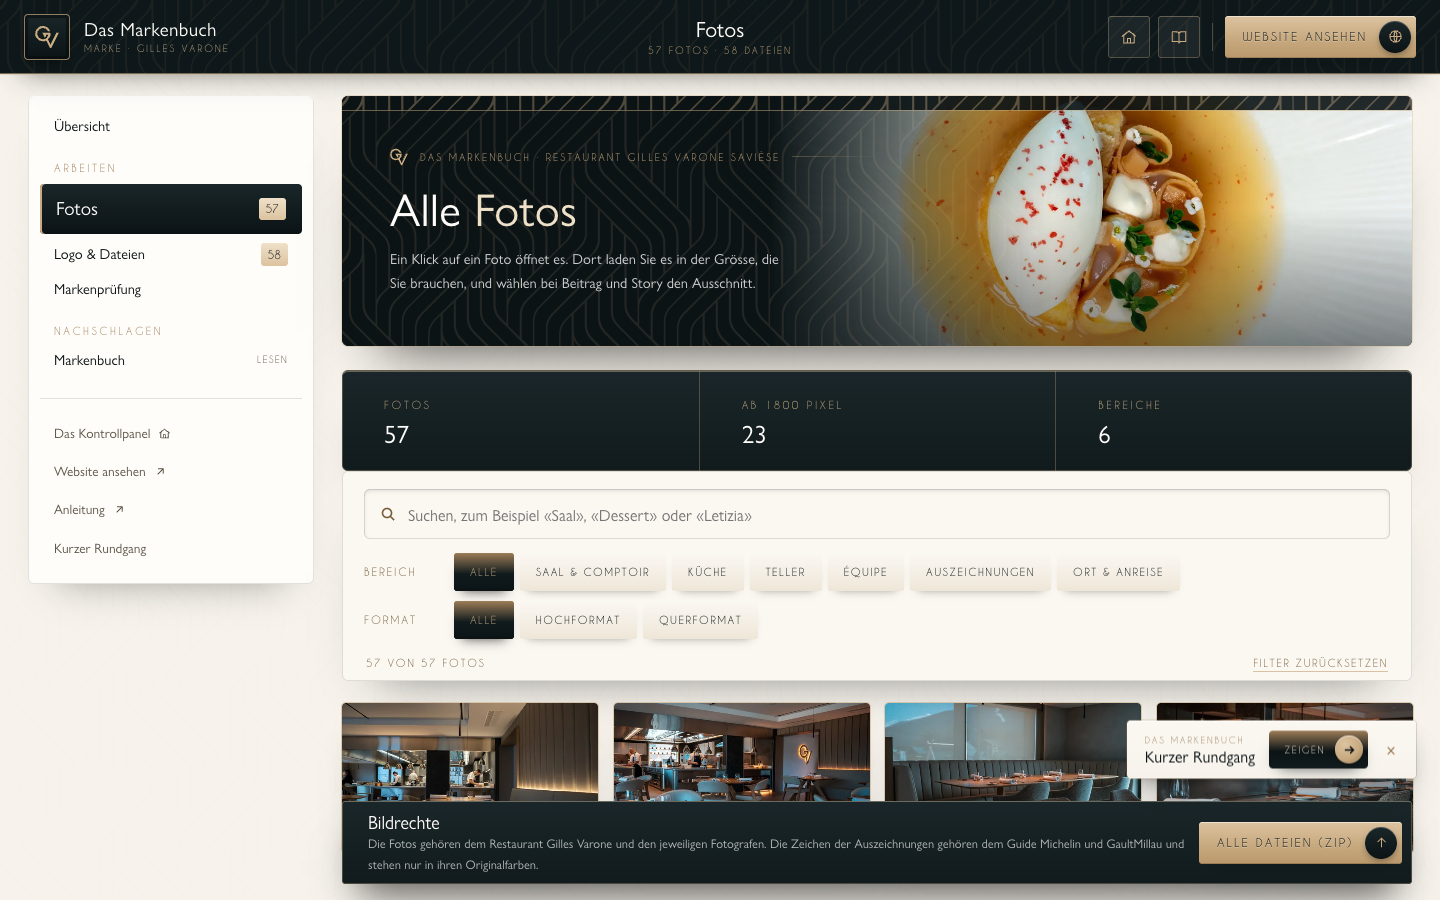 Das Markenbuch
MARKE · GILLES VARONE
Fotos
57 FOTOS · 58 DATEIEN
WEBSITE ANSEHEN
Übersicht
ARBEITEN
Fotos
57
Logo & Dateien
58
Markenprüfung
NACHSCHLAGEN
Markenbuch
LESEN
Das Kontrollpanel
Website ansehen
Anleitung
Kurzer Rundgang
DAS MARKENBUCH · RESTAURANT GILLES VARONE SAVIÈSE
Alle Fotos
Ein Klick auf ein Foto öffnet es. Dort laden Sie es in der Grösse, die
Sie brauchen, und wählen bei Beitrag und Story den Ausschnitt.
FOTOS
57
AB 1800 PIXEL
23
BEREICHE
6
Suchen, zum Beispiel «Saal», «Dessert» oder «Letizia»
BEREICH
ALLE
SAAL & COMPTOIR
KÜCHE
TELLER
ÉQUIPE
AUSZEICHNUNGEN
ORT & ANREISE
FORMAT
ALLE
HOCHFORMAT
QUERFORMAT
57 VON 57 FOTOS
FILTER ZURÜCKSETZEN
DAS MARKENBUCH
Kurzer Rundgang
ZEIGEN
Bildrechte
Die Fotos gehören dem Restaurant Gilles Varone und den jeweiligen Fotografen. Die Zeichen der Auszeichnungen gehören dem Guide Michelin und GaultMillau und
stehen nur in ihren Originalfarben.
ALLE DATEIEN (ZIP)